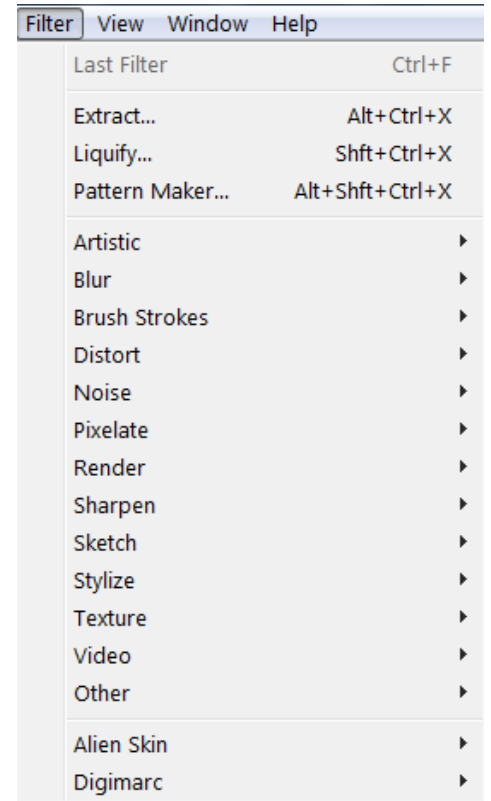 Filter View Window Help
Last Filter Ctrl+F
Extract... Alt+Ctrl+X
Liquify... Shft+Ctrl+X
Pattern Maker... Alt+Shft+Ctrl+X
Artistic
Blur
Brush Strokes
Distort
Noise
Pixelate
Render
Sharpen
Sketch
Stylize
Texture
Video
Other
Alien Skin
Digimarc